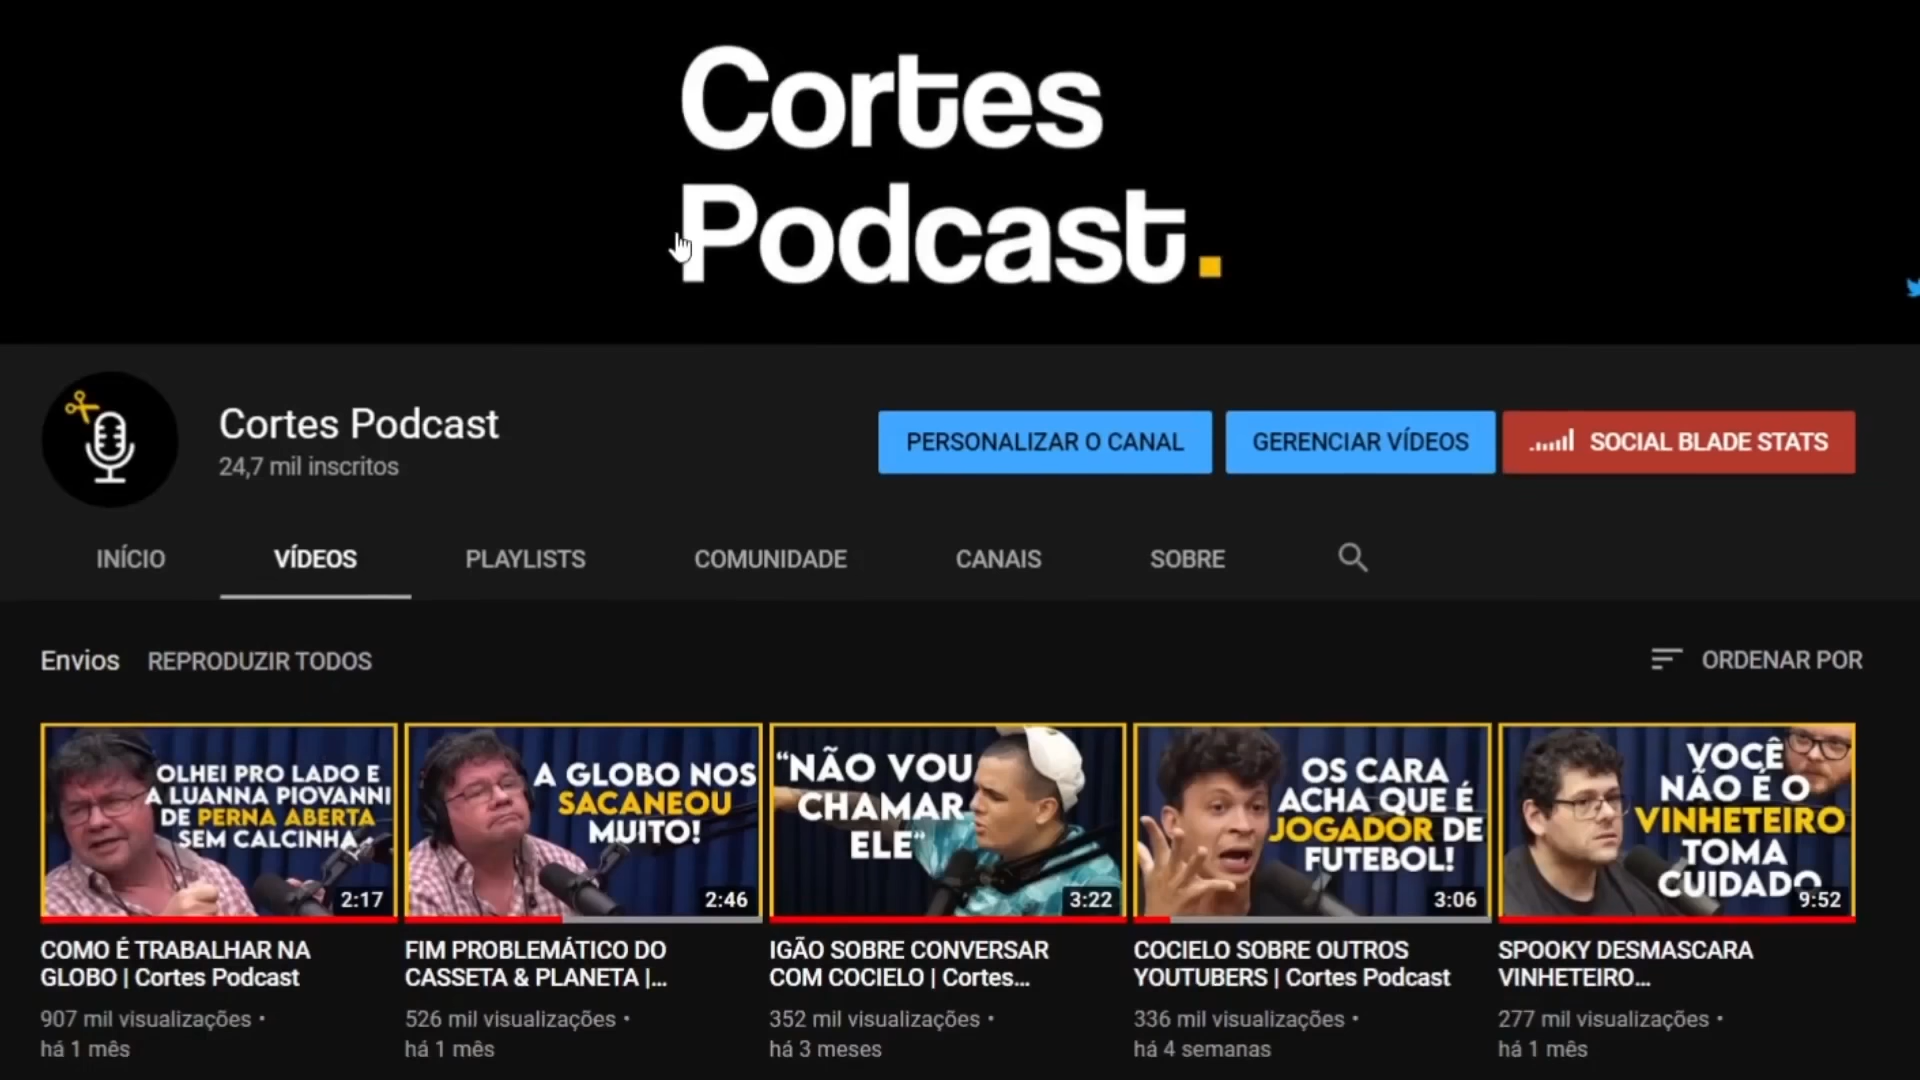 Cortes
Podcast.
Cortes Podcast
24,7 mil inscritos
PERSONALIZAR O CANAL
GERENCIAR VÍDEOS
SOCIAL BLADE STATS
INÍCIO
VÍDEOS
PLAYLISTS
COMUNIDADE
CANAIS
SOBRE
Envios
REPRODUZIR TODOS
ORDENAR POR
OLHEI PRO LADO E
A LUANNA PIOVANNI
DE PERNA ABERTA
SEM CALCINHA
2:17
COMO É TRABALHAR NA
GLOBO | Cortes Podcast
907 mil visualizações •
há 1 mês
A GLOBO NOS
SACANEOU
MUITO!
2:46
FIM PROBLEMÁTICO DO
CASSETA & PLANETA |...
526 mil visualizações •
há 1 mês
“NÃO VOU
CHAMAR
ELE“
3:22
IGÃO SOBRE CONVERSAR
COM COCIELO | Cortes...
352 mil visualizações •
há 3 meses
OS CARA
ACHA QUE É
JOGADOR DE
FUTEBOL!
3:06
COCIELO SOBRE OUTROS
YOUTUBERS | Cortes Podcast
336 mil visualizações •
há 4 semanas
VOCÊ
NÃO É O
VINHETEIRO
TOMA
CUIDADO
9:52
SPOOKY DESMASCARA
VINHETEIRO...
277 mil visualizações •
há 1 mês